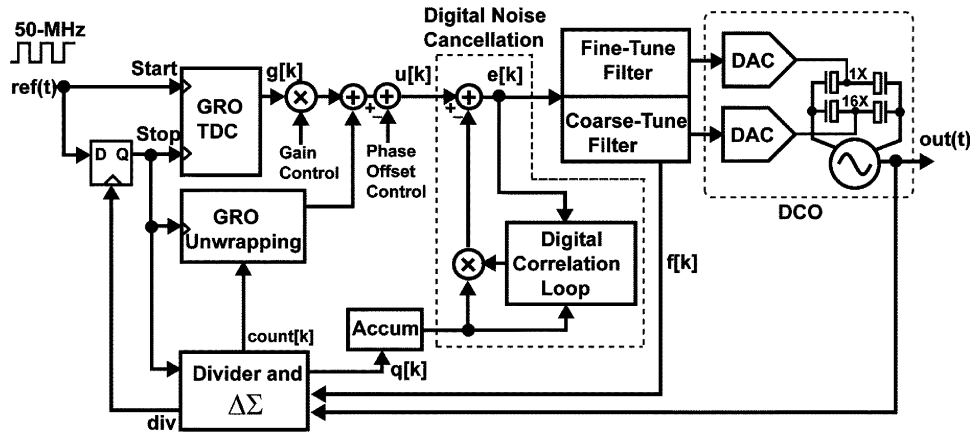 50-MHz
ref(t)
Start
Stop
D Q
GRO
TDC
g[k]
Gain
Control
+
-
Phase
Offset
Control
u[k]
Digital Noise
Cancellation
+
-
e[k]
Fine-Tune
Filter
Coarse-Tune
Filter
DAC
DAC
1X
16X
out(t)
DCO
GRO
Unwrapping
Digital
Correlation
Loop
f[k]
count[k]
Accum
q[k]
Divider and
ΔΣ
div